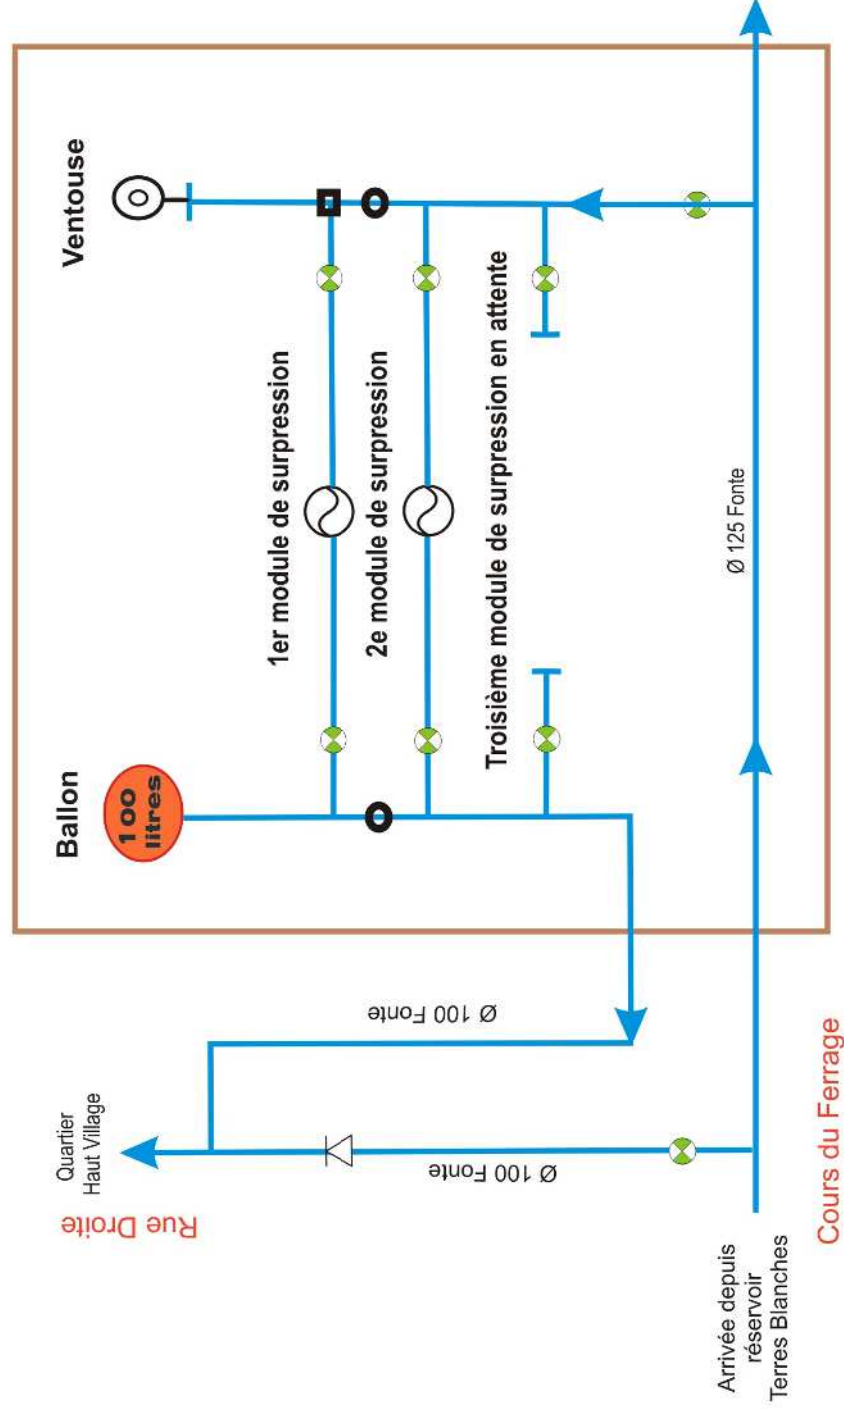 Ballon
100
litres
Ventouse
1er module de surpression
2e module de surpression
Troisième module de surpression en attente
Quartier
Haut Village
Rue Droite
Ø 100 Fonte
Ø 100 Fonte
Ø 125 Fonte
Arrivée depuis
réservoir
Terres Blanches
Cours du Ferrage